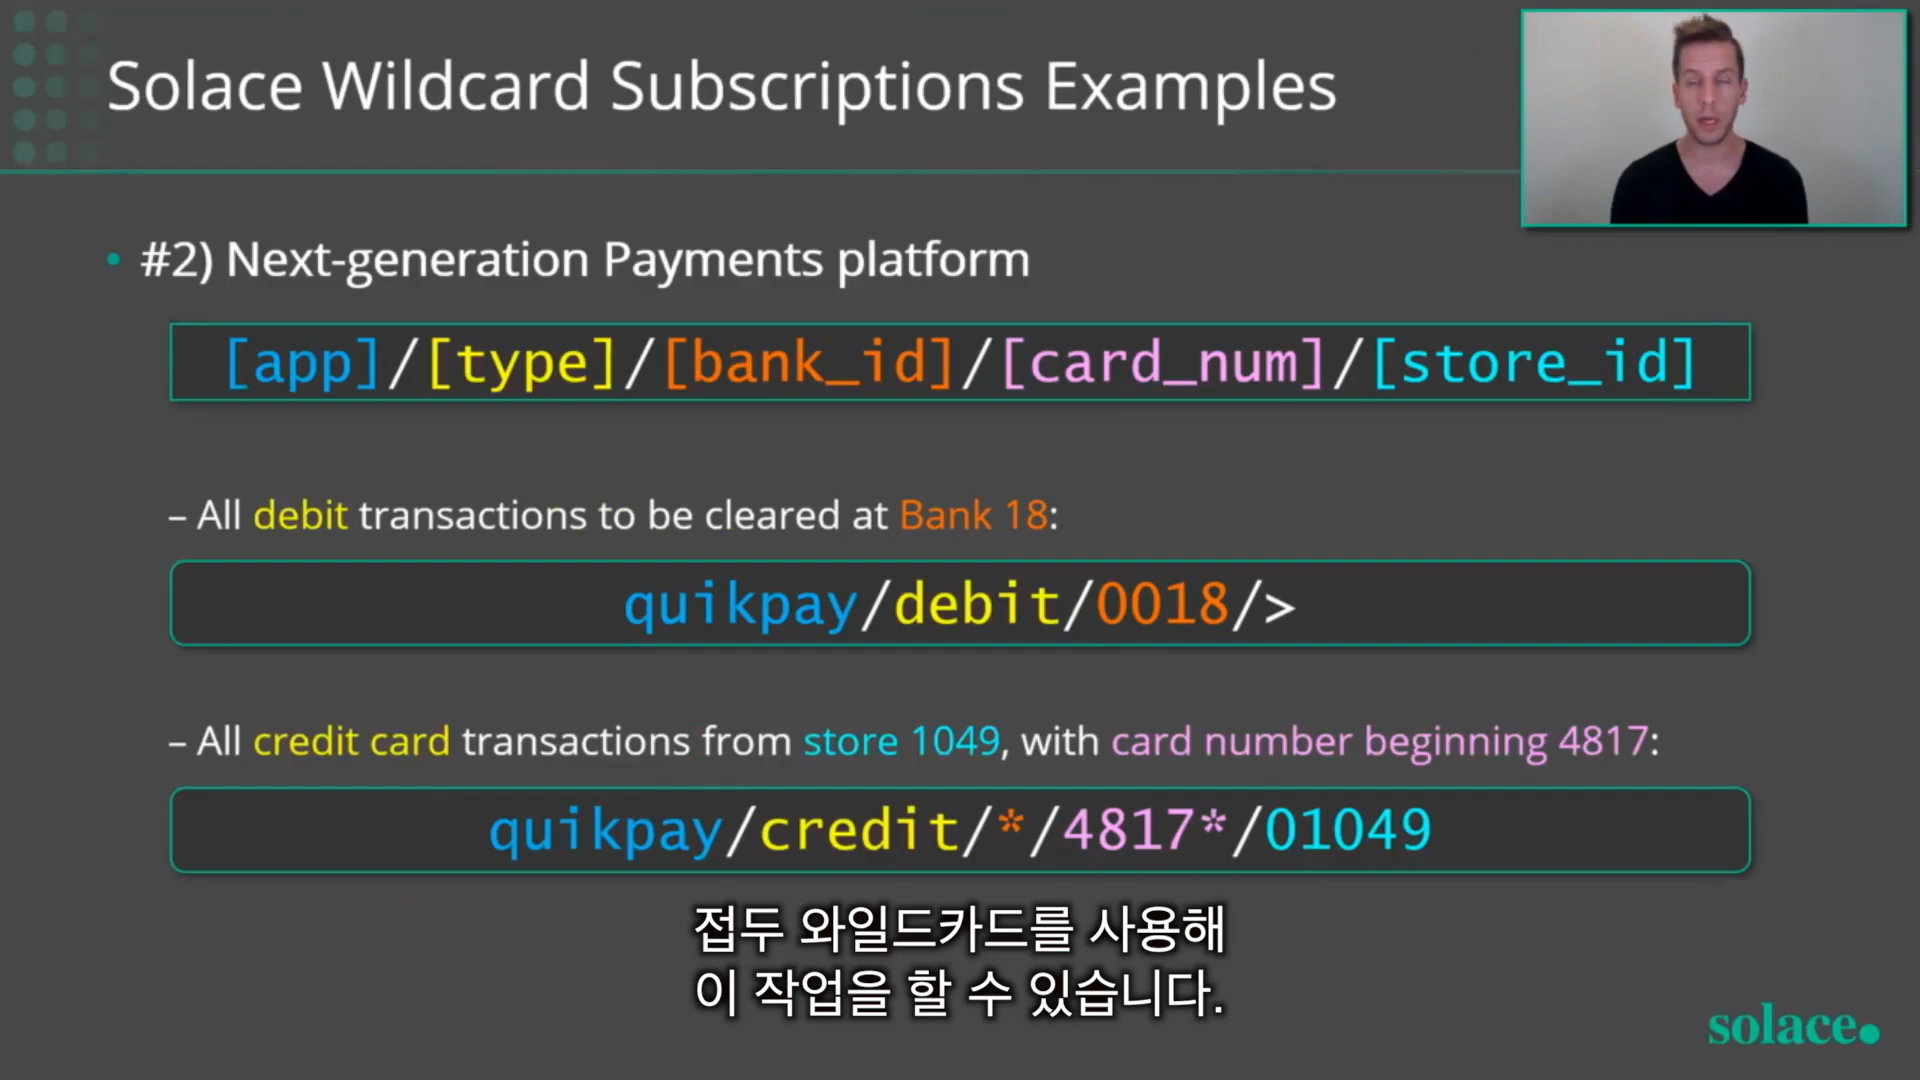 Solace Wildcard Subscriptions Examples
• #2) Next-generation Payments platform
[app]/[type]/[bank_id]/[card_num]/[store_id]
– All debit transactions to be cleared at Bank 18:
quikpay/debit/0018/>
– All credit card transactions from store 1049, with card number beginning 4817:
quikpay/credit/*/4817*/01049
접두 와일드카드를 사용해
이 작업을 할 수 있습니다.
solace.